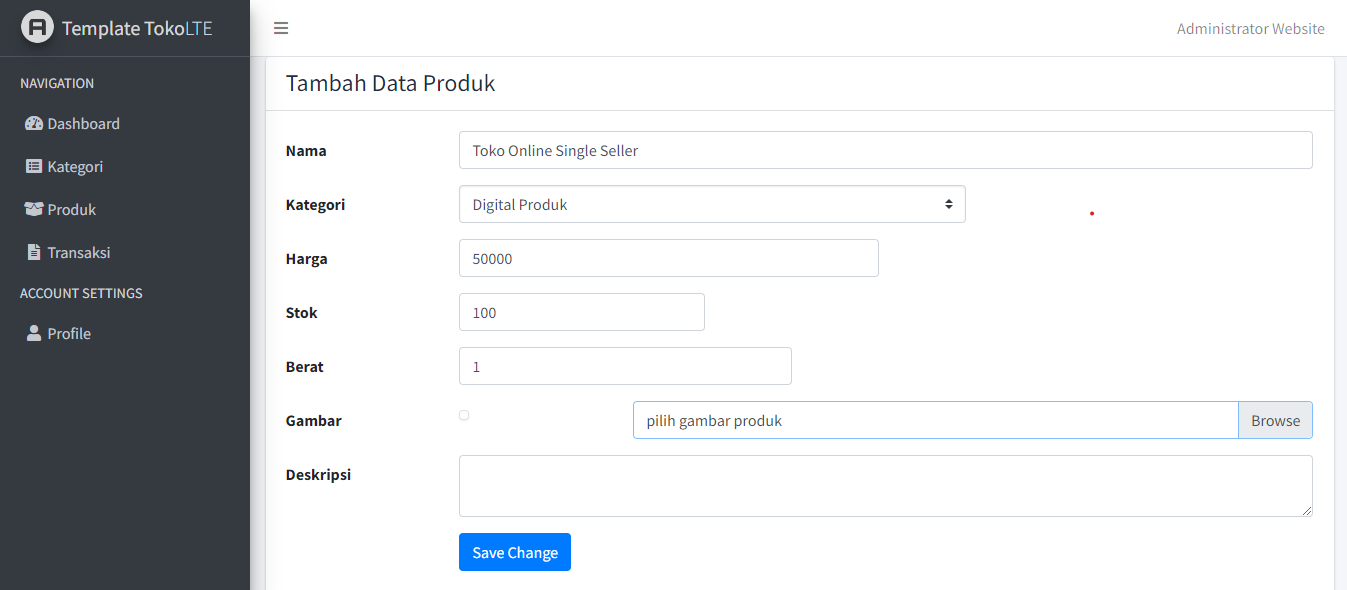 Template TokoLTE
Administrator Website
NAVIGATION
Dashboard
Kategori
Produk
Transaksi
ACCOUNT SETTINGS
Profile
Tambah Data Produk
Nama Toko Online Single Seller
Kategori Digital Produk
Harga 50000
Stok 100
Berat 1
Gambar pilih gambar produk Browse
Deskripsi
Save Change